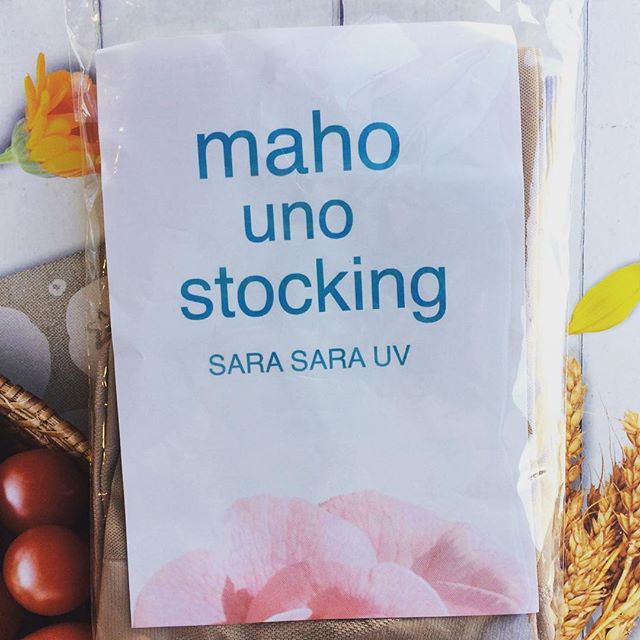 maho
uno
stocking
SARA SARA UV